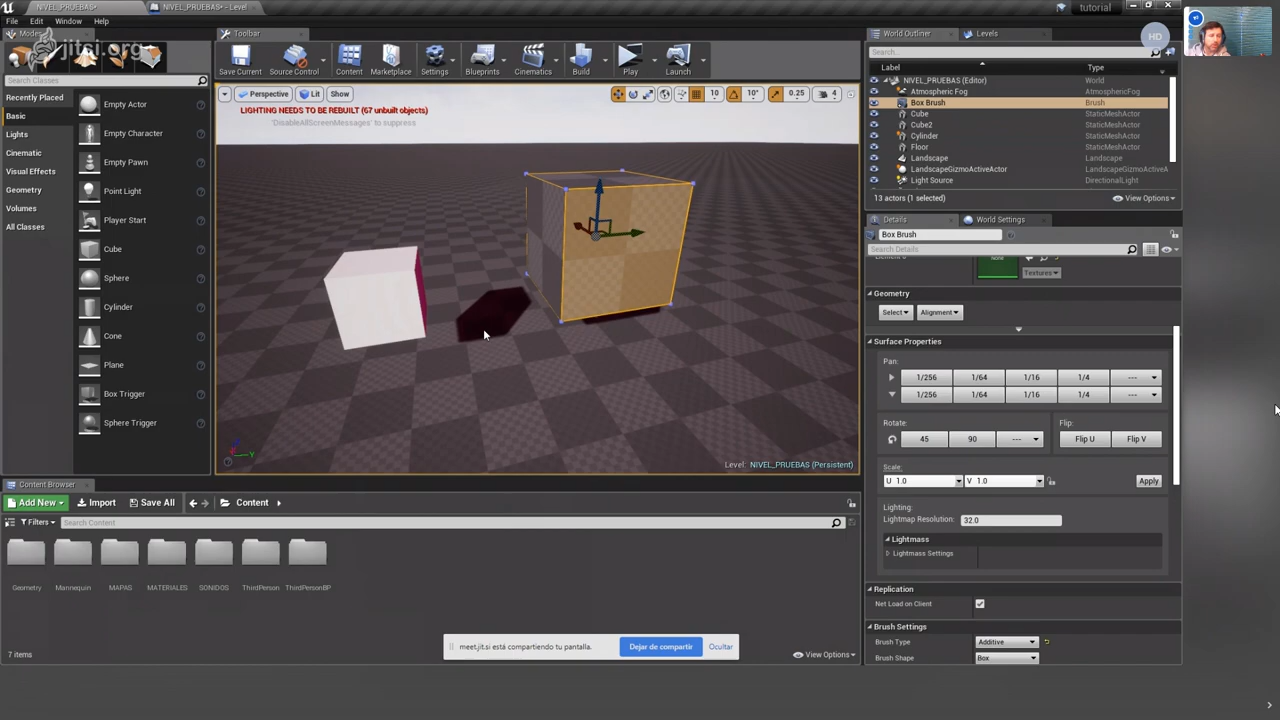 NIVEL_PRUEBAS*
NIVEL_PRUEBAS* - Level
tutorial
File Edit Window Help
Modes
jitsi.org
Toolbar
World Outliner
Levels
HD
Save Current
Source Control
Content
Marketplace
Settings
Blueprints
Cinematics
Build
Play
Launch
Search...
Search Classes
Label
Type
Recently Placed
Basic
Lights
Cinematic
Visual Effects
Geometry
Volumes
All Classes
Empty Actor
Empty Character
Empty Pawn
Point Light
Player Start
Cube
Sphere
Cylinder
Cone
Plane
Box Trigger
Sphere Trigger
Perspective
Lit
Show
10
10°
0.25
4
LIGHTING NEEDS TO BE REBUILT (67 unbuilt objects)
'DisableAllScreenMessages' to suppress
Level: NIVEL_PRUEBAS (Persistent)
NIVEL_PRUEBAS (Editor) World
Atmospheric Fog AtmosphericFog
Box Brush Brush
Cube StaticMeshActor
Cube2 StaticMeshActor
Cylinder StaticMeshActor
Floor StaticMeshActor
Landscape Landscape
LandscapeGizmoActiveActor LandscapeGizmoActiveA
Light Source DirectionalLight
13 actors (1 selected)
View Options
Details
World Settings
Box Brush
Search Details
None
Textures
Geometry
Select
Alignment
Surface Properties
Pan:
1/256 1/64 1/16 1/4 ---
1/256 1/64 1/16 1/4 ---
Rotate:
Flip:
45 90 ---
Flip U Flip V
Scale:
U 1.0 V 1.0 Apply
Lighting:
Lightmap Resolution: 32.0
Lightmass
Lightmass Settings
Replication
Net Load on Client
Brush Settings
Brush Type Additive
Brush Shape Box
Content Browser
Add New
Import
Save All
Content
Filters
Search Content
Geometry
Mannequin
MAPAS
MATERIALES
SONIDOS
ThirdPerson
ThirdPersonBP
7 items
View Options
meet.jit.si está compartiendo tu pantalla.
Dejar de compartir
Ocultar